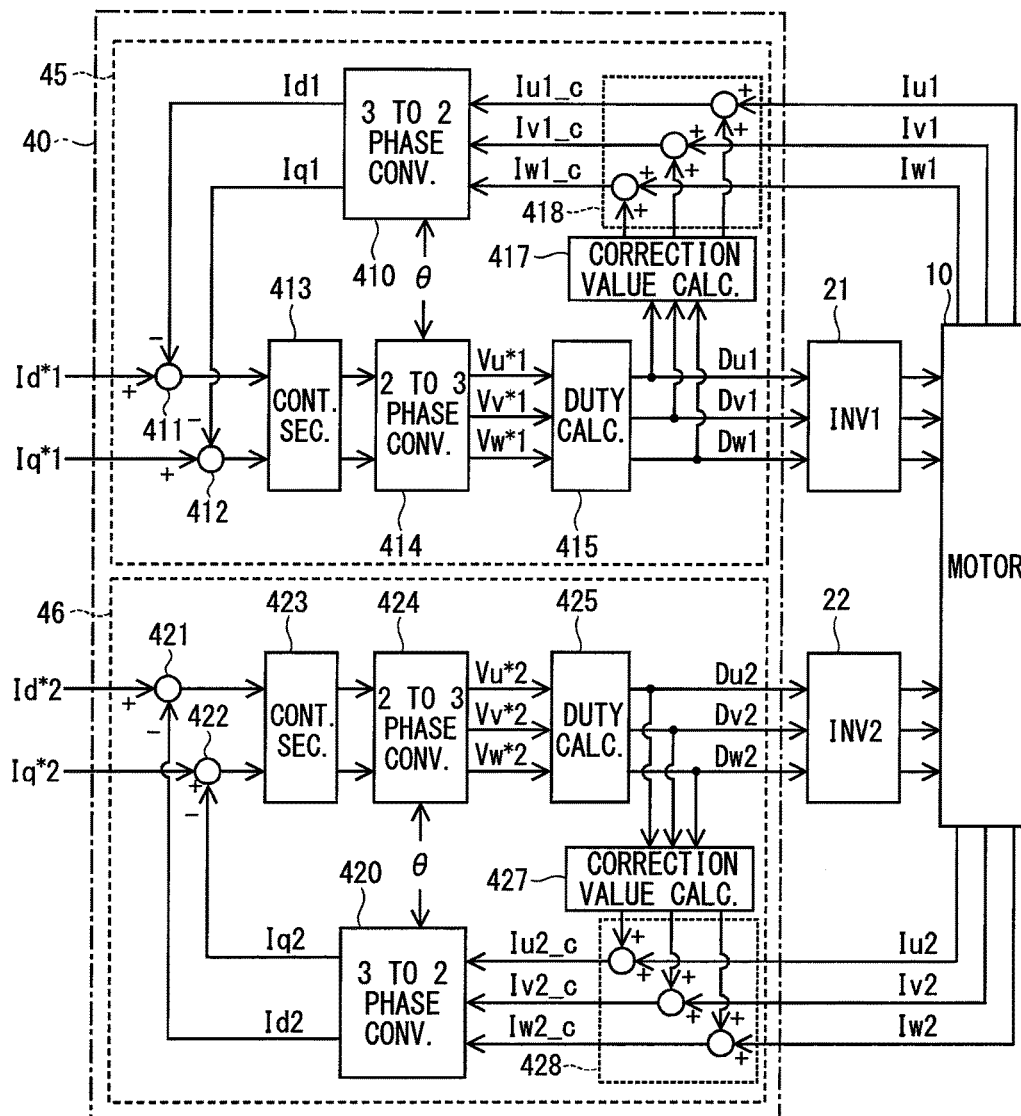 45
40
Id1
Iq1
3 TO 2
PHASE
CONV.
Iu1_c
Iv1_c
Iw1_c
+
+
+
+
+
+
418
Iu1
Iv1
Iw1
410
θ
417
CORRECTION
VALUE CALC.
413
21
10
Id*1
+
−
411
Iq*1
+
−
412
CONT.
SEC.
2 TO 3
PHASE
CONV.
414
Vu*1
Vv*1
Vw*1
DUTY
CALC.
415
Du1
Dv1
Dw1
INV1
MOTOR
46
421
422
423
424
425
22
Id*2
+
−
Iq*2
+
−
CONT.
SEC.
2 TO 3
PHASE
CONV.
Vu*2
Vv*2
Vw*2
DUTY
CALC.
Du2
Dv2
Dw2
INV2
420
θ
427
CORRECTION
VALUE CALC.
Iq2
Id2
3 TO 2
PHASE
CONV.
Iu2_c
Iv2_c
Iw2_c
+
+
+
+
+
+
428
Iu2
Iv2
Iw2